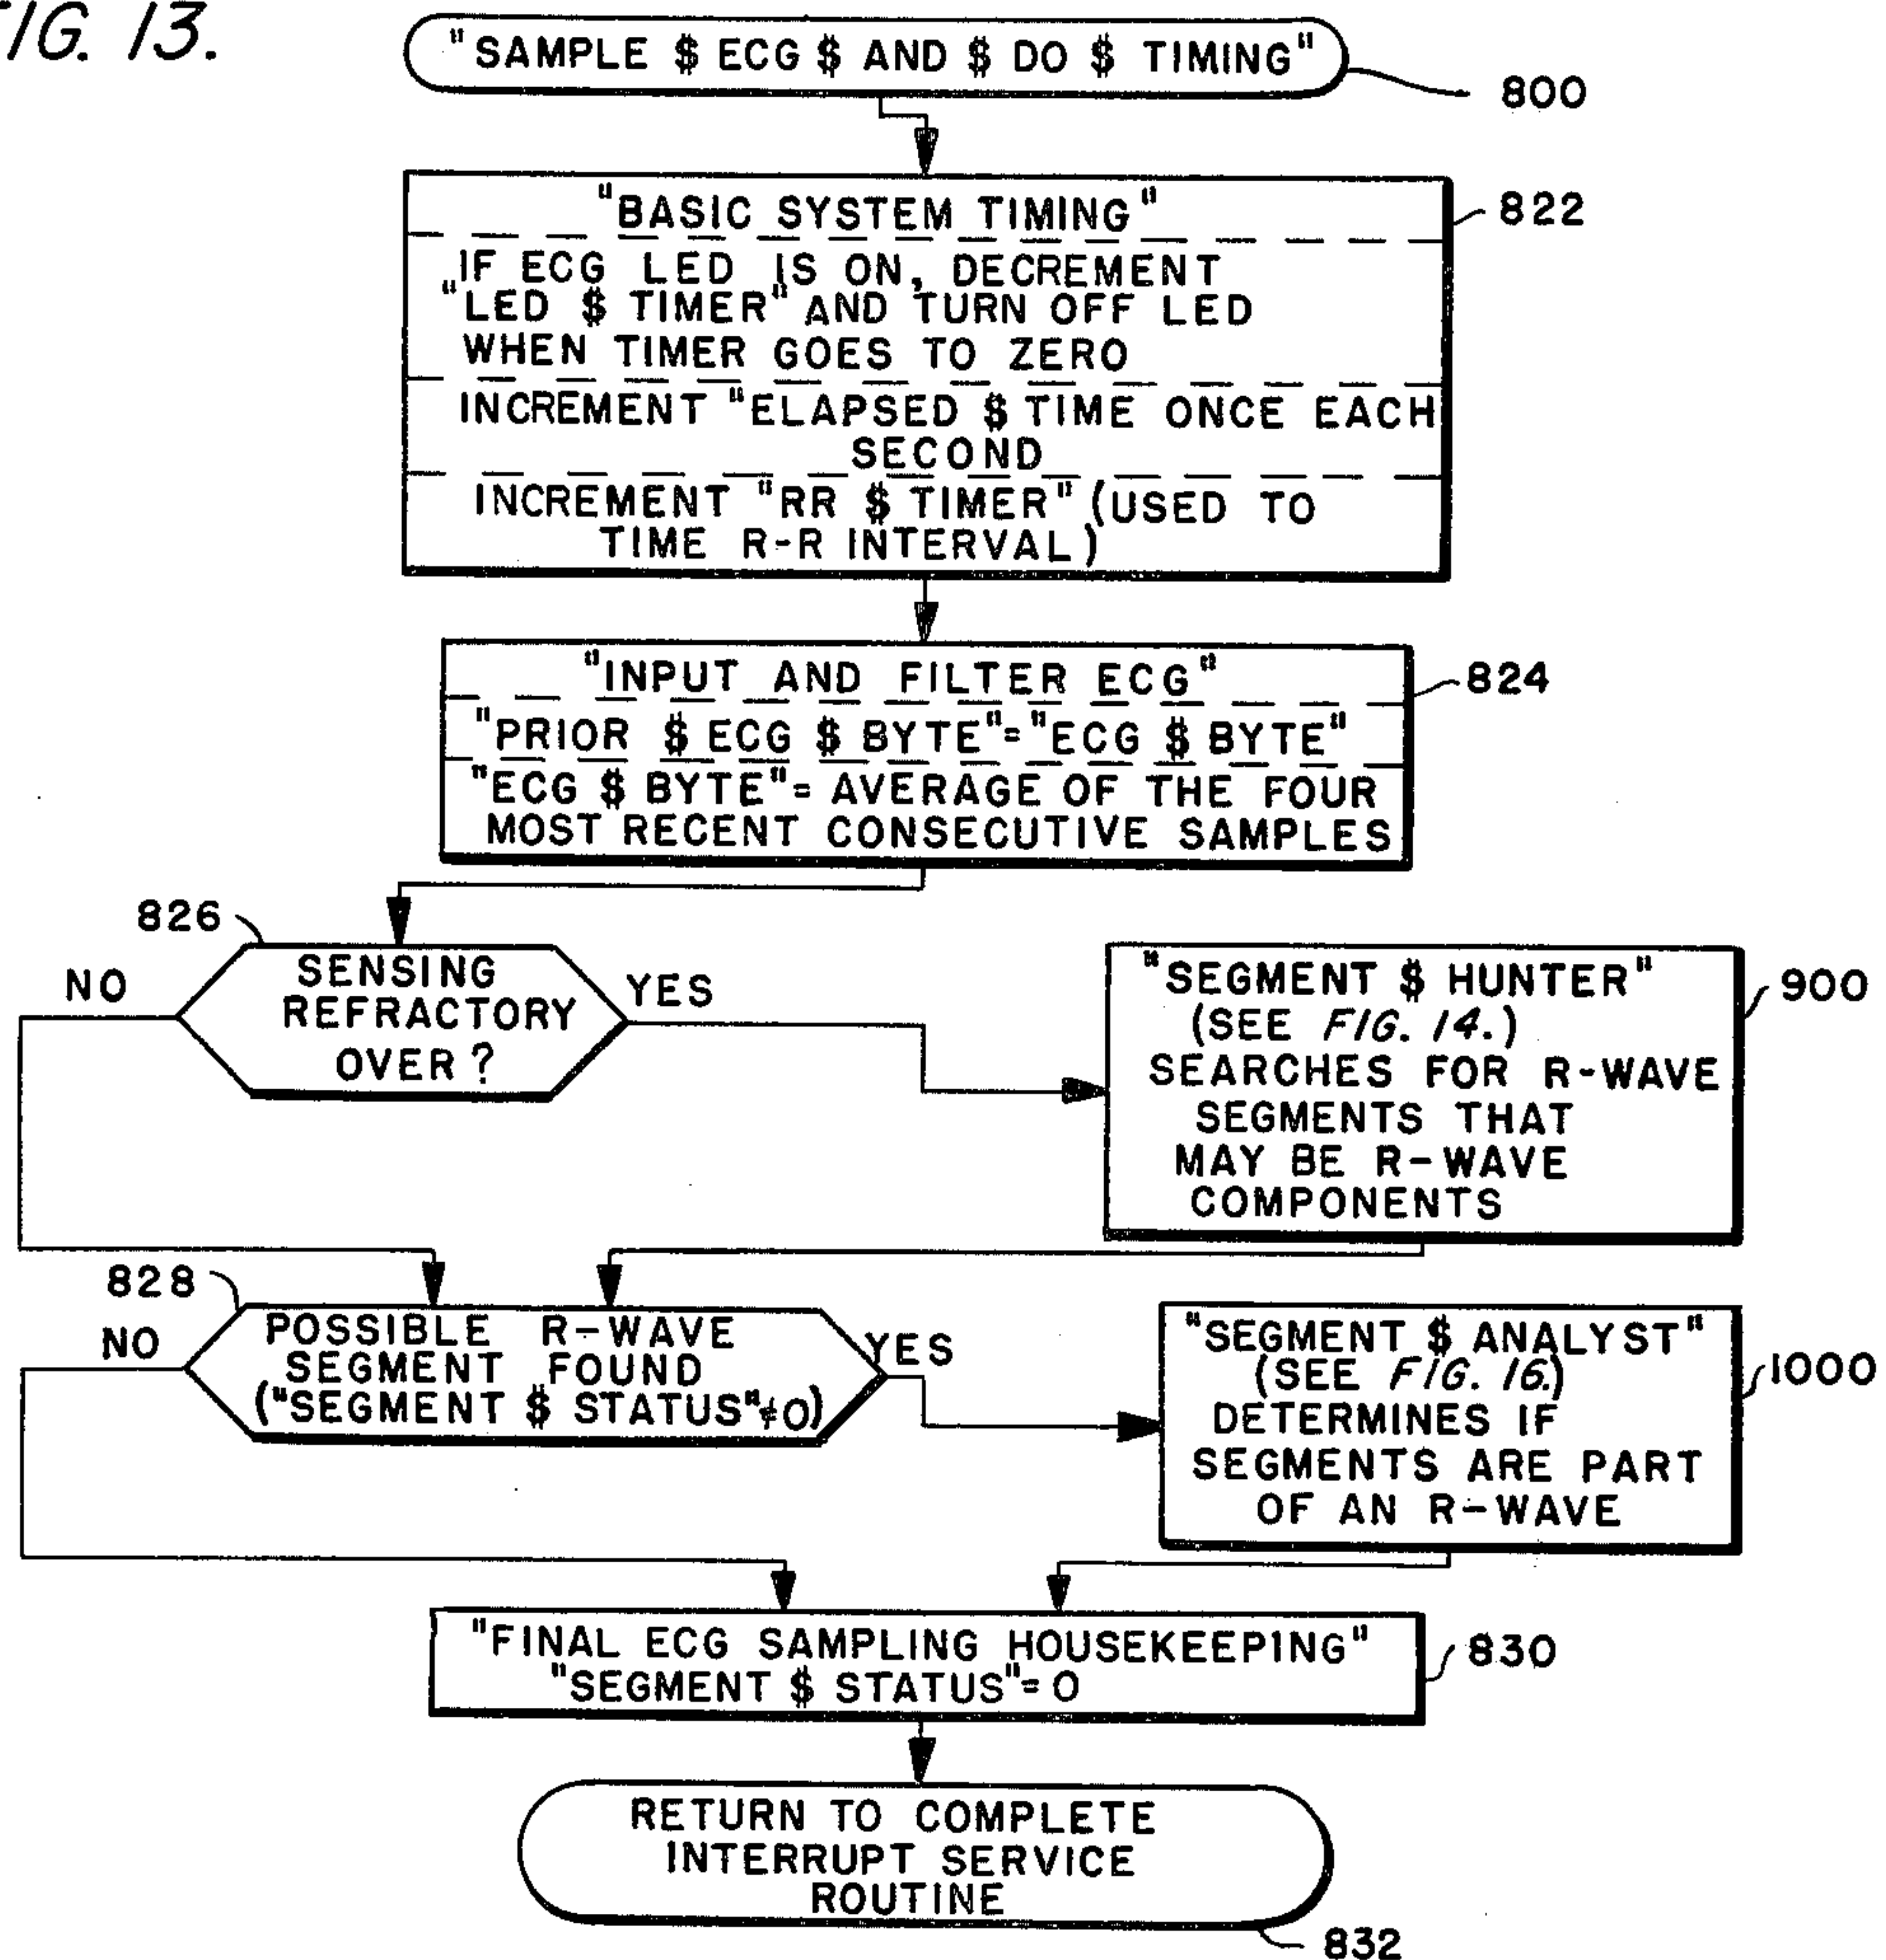 FIG. 13.
"SAMPLE $ ECG $ AND $ DO $ TIMING"
800
"BASIC SYSTEM TIMING"
822
IF ECG LED IS ON, DECREMENT
"LED $ TIMER" AND TURN OFF LED
WHEN TIMER GOES TO ZERO
INCREMENT "ELAPSED $ TIME ONCE EACH
SECOND
INCREMENT "RR $ TIMER" (USED TO
TIME R-R INTERVAL)
"INPUT AND FILTER ECG"
824
"PRIOR $ ECG $ BYTE"="ECG $ BYTE"
"ECG $ BYTE"= AVERAGE OF THE FOUR
MOST RECENT CONSECUTIVE SAMPLES
826
NO
SENSING
REFRACTORY
OVER?
YES
"SEGMENT $ HUNTER"
(SEE FIG. 14.)
SEARCHES FOR R-WAVE
SEGMENTS THAT
MAY BE R-WAVE
COMPONENTS
900
828
NO
POSSIBLE R-WAVE
SEGMENT FOUND
("SEGMENT $ STATUS"≠0)
YES
"SEGMENT $ ANALYST"
(SEE FIG. 16.)
DETERMINES IF
SEGMENTS ARE PART
OF AN R-WAVE
1000
"FINAL ECG SAMPLING HOUSEKEEPING"
"SEGMENT $ STATUS"= 0
830
RETURN TO COMPLETE
INTERRUPT SERVICE
ROUTINE
832